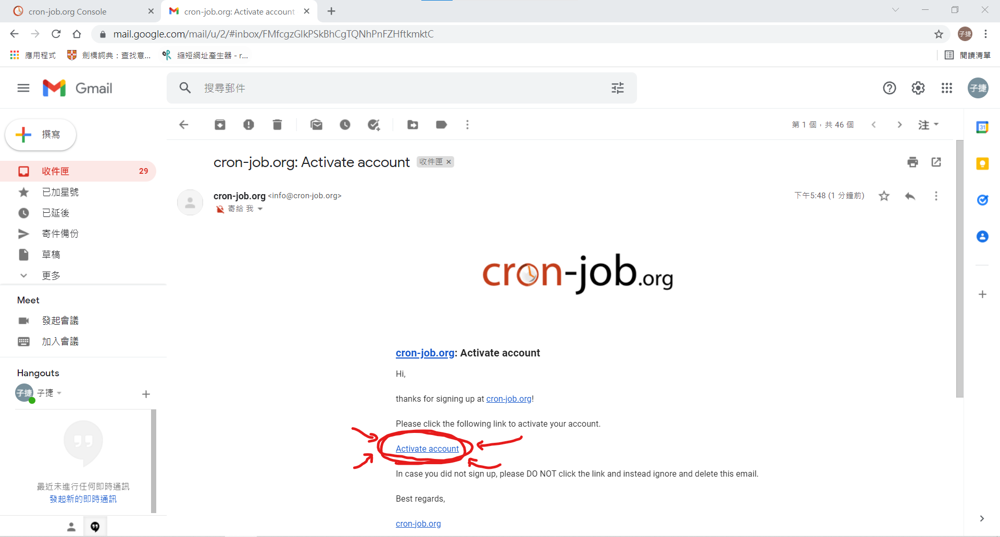 cron-job.org Console
cron-job.org: Activate account
mail.google.com/mail/u/2/#inbox/FMfcgzGlkPSkBhCgTQNhPnFZHftkmktC
子捷
應用程式
劍橋詞典：查找意...
縮短網址產生器 - r...
閱讀清單
Gmail
搜尋郵件
子捷
撰寫
第 1 個，共 46 個
注
31
收件匣 29
已加星號
已延後
寄件備份
草稿
更多
Meet
發起會議
加入會議
Hangouts
子捷 子捷
最近未進行任何即時通訊
發起新的即時通訊
cron-job.org: Activate account 收件匣 ×
cron-job.org <info@cron-job.org>
下午5:48 (1 分鐘前)
寄給 我
cron-job.org
cron-job.org: Activate account
Hi,
thanks for signing up at cron-job.org!
Please click the following link to activate your account.
Activate account
In case you did not sign up, please DO NOT click the link and instead ignore and delete this email.
Best regards,
cron-job.org